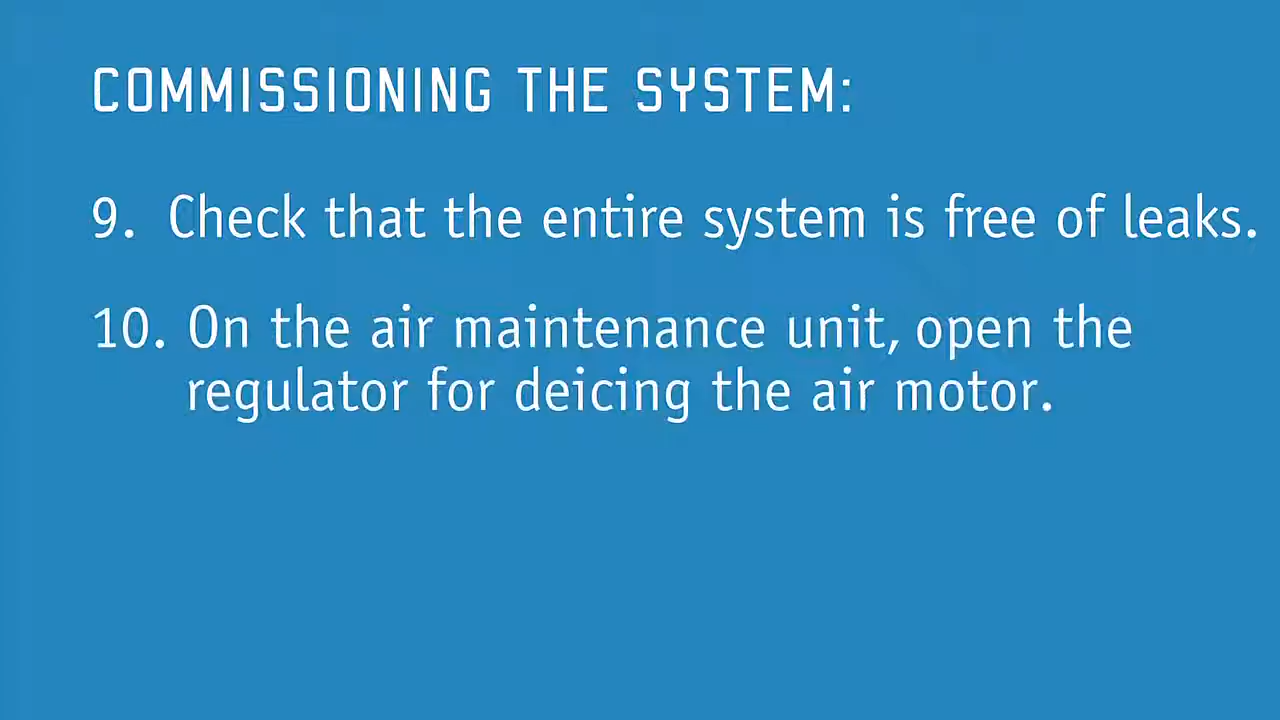 COMMISSIONING THE SYSTEM:
9. Check that the entire system is free of leaks.
10. On the air maintenance unit, open the
regulator for deicing the air motor.